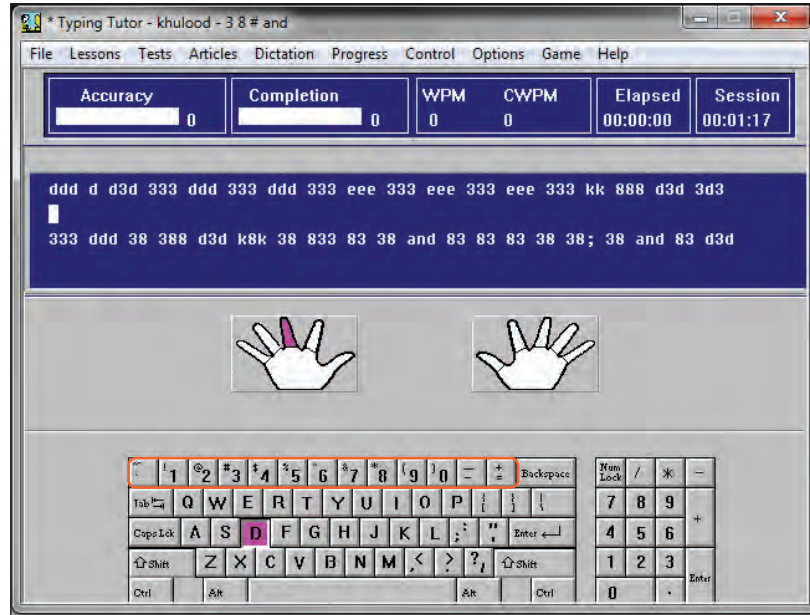 * Typing Tutor - khulood - 3 8 # and
File Lessons Tests Articles Dictation Progress Control Options Game Help
Accuracy Completion WPM CWPM Elapsed Session
0 0 0 0 00:00:00 00:01:17
ddd d d3d 333 ddd 333 ddd 333 eee 333 eee 333 eee 333 kk 888 d3d 3d3
333 ddd 38 388 d3d k8k 38 833 83 38 and 83 83 83 38 38; 38 and 83 d3d
! 1 @ 2 # 3 $ 4 5 6 7 * 8 ( 9 ) 0 + = Backspace Num Lock / * -
Tab Q W E R T Y U I O P 7 8 9 +
Caps Lck A S D F G H J K L ; : " Enter 4 5 6
Shift Z X C V B N M , < > ? Shift 1 2 3 Enter
Ctrl Alt Alt Ctrl 0 .